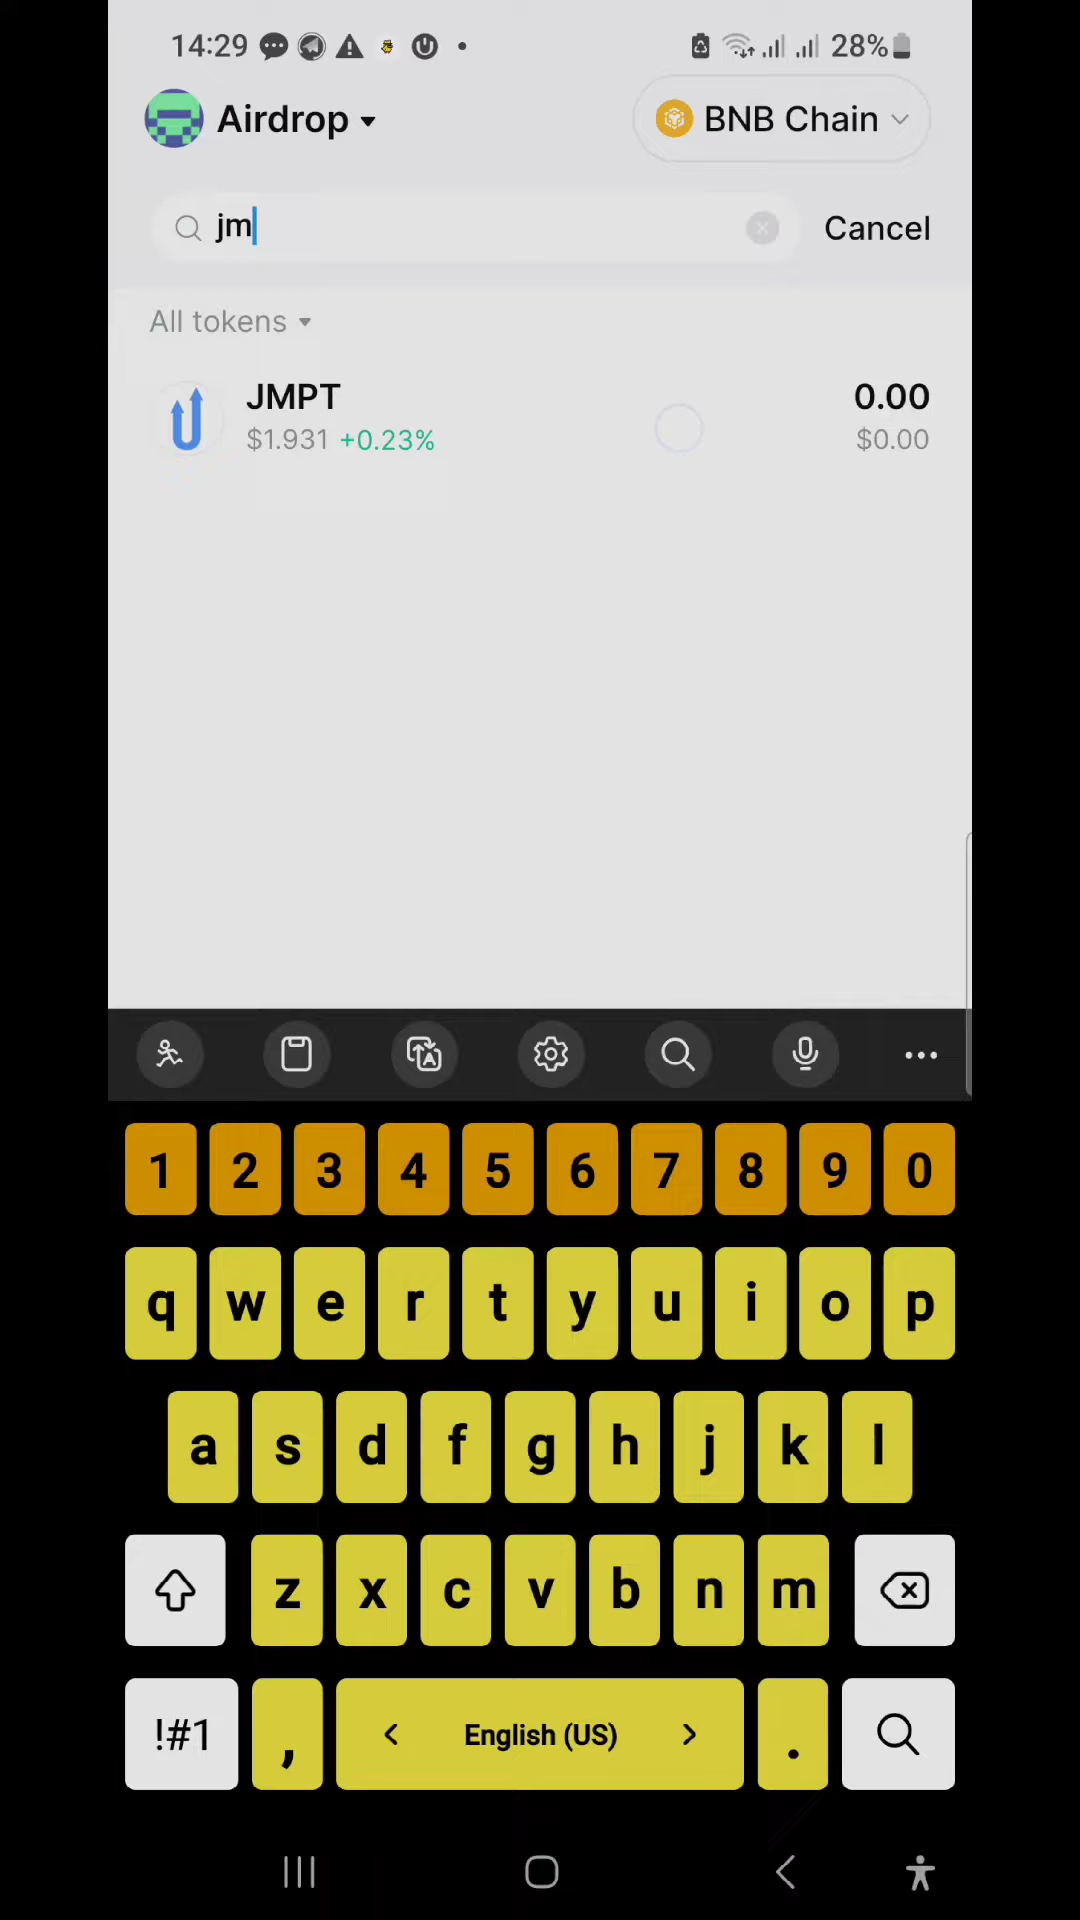 14:29
28%
Airdrop
BNB Chain
jm
Cancel
All tokens
JMPT
0.00
$1.931 +0.23%
$0.00
1 2 3 4 5 6 7 8 9 0
q w e r t y u i o p
a s d f g h j k l
z x c v b n m
!#1 , < English (US) > .